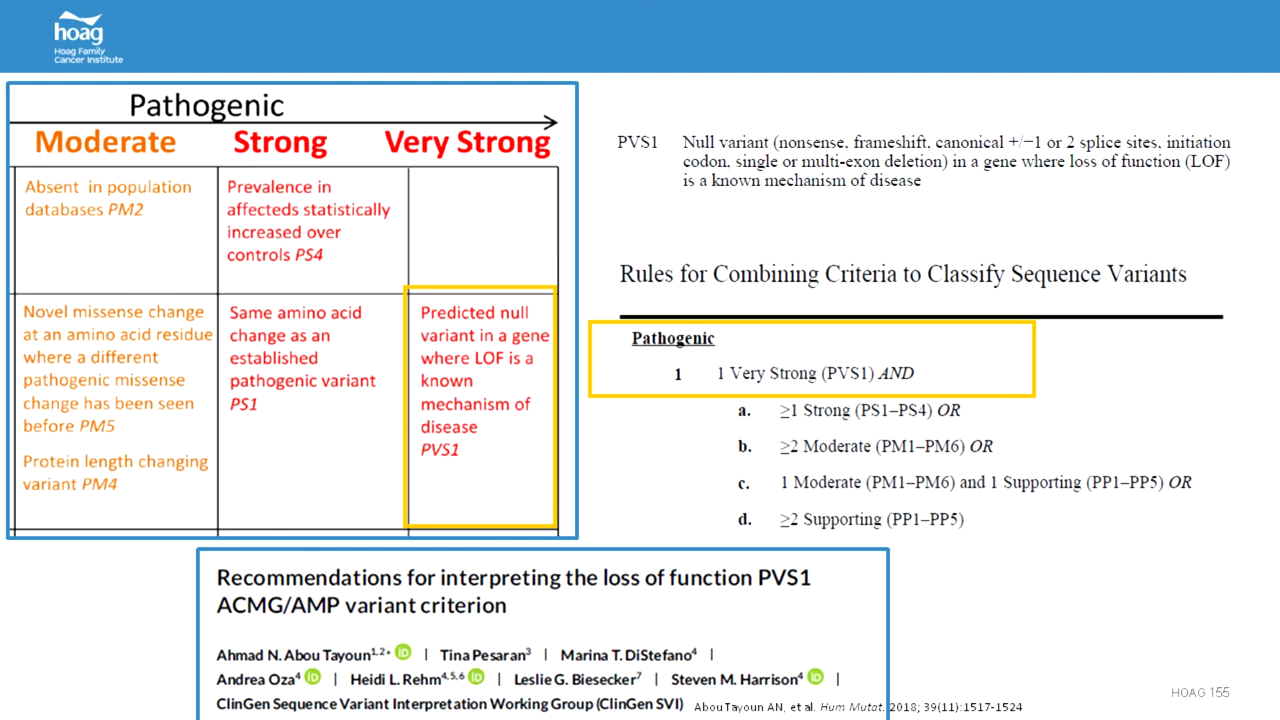 hoag
Hoag Family
Cancer Institute
Pathogenic
Moderate
Strong
Very Strong
Absent in population
databases PM2
Prevalence in
affecteds statistically
increased over
controls PS4
Novel missense change
at an amino acid residue
where a different
pathogenic missense
change has been seen
before PM5
Protein length changing
variant PM4
Same amino acid
change as an
established
pathogenic variant
PS1
Predicted null
variant in a gene
where LOF is a
known
mechanism of
disease
PVS1
PVS1 Null variant (nonsense, frameshift, canonical +/−1 or 2 splice sites, initiation
codon, single or multi-exon deletion) in a gene where loss of function (LOF)
is a known mechanism of disease
Rules for Combining Criteria to Classify Sequence Variants
Pathogenic
1 1 Very Strong (PVS1) AND
a. ≥1 Strong (PS1–PS4) OR
b. ≥2 Moderate (PM1–PM6) OR
c. 1 Moderate (PM1–PM6) and 1 Supporting (PP1–PP5) OR
d. ≥2 Supporting (PP1–PP5)
Recommendations for interpreting the loss of function PVS1
ACMG/AMP variant criterion
Ahmad N. Abou Tayoun1,2* iD | Tina Pesaran3 | Marina T. DiStefano4 |
Andrea Oza4 iD | Heidi L. Rehm4,5,6 iD | Leslie G. Biesecker7 | Steven M. Harrison4 iD |
ClinGen Sequence Variant Interpretation Working Group (ClinGen SVI)
Abou Tayoun AN, et al. Hum Mutat. 2018; 39(11):1517-1524
HOAG 155